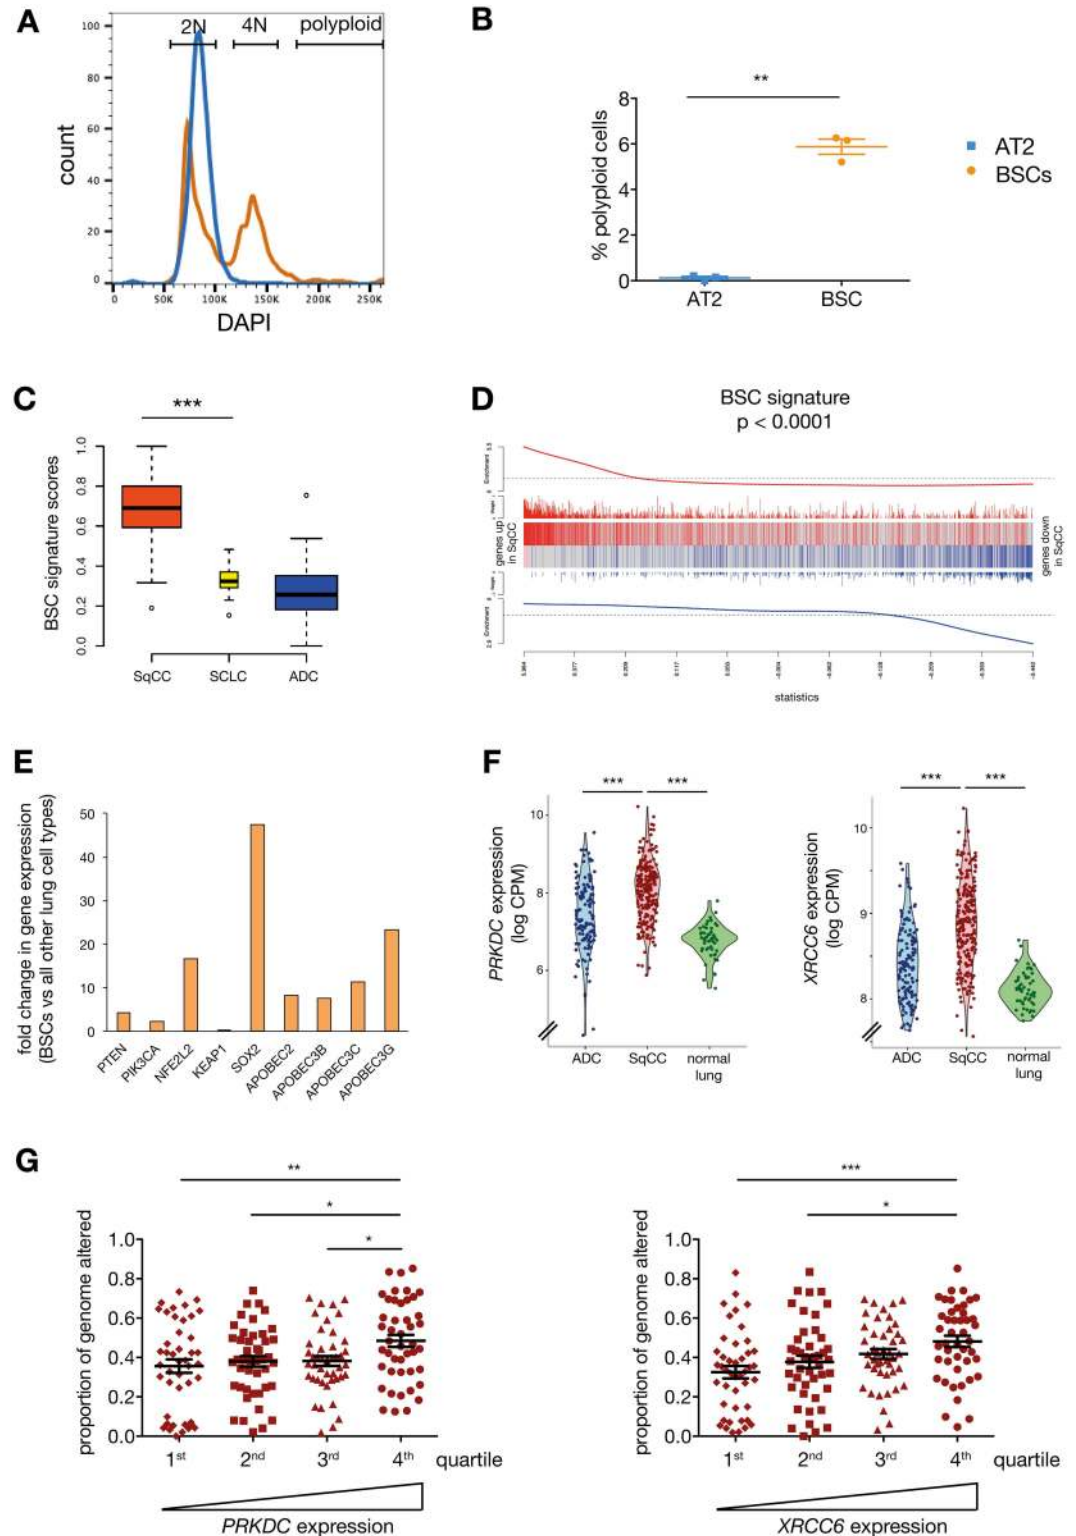 A
2N 4N polyploid
100
80
60
40
20
0
count
0 50K 100K 150K 200K 250K
DAPI
B
**
8
6
4
2
0
% polyploid cells
AT2 BSC
AT2
BSCs
C
***
BSC signature scores
1.0
0.8
0.6
0.4
0.2
0.0
SqCC SCLC ADC
D
BSC signature
p < 0.0001
Enrichment
genes up
in SqCC
genes down
in SqCC
Enrichment
statistics
E
fold change in gene expression
(BSCs vs all other lung cell types)
50
40
30
20
10
0
PTEN
PIK3CA
NFE2L2
KEAP1
SOX2
APOBEC2
APOBEC3B
APOBEC3C
APOBEC3G
F
*** ***
PRKDC expression
(log CPM)
10
8
6
ADC SqCC normal
lung
*** ***
XRCC6 expression
(log CPM)
10
9
8
ADC SqCC normal
lung
G
**
*
*
proportion of genome altered
1.0
0.8
0.6
0.4
0.2
0.0
1st 2nd 3rd 4th quartile
PRKDC expression
***
*
proportion of genome altered
1.0
0.8
0.6
0.4
0.2
0.0
1st 2nd 3rd 4th quartile
XRCC6 expression